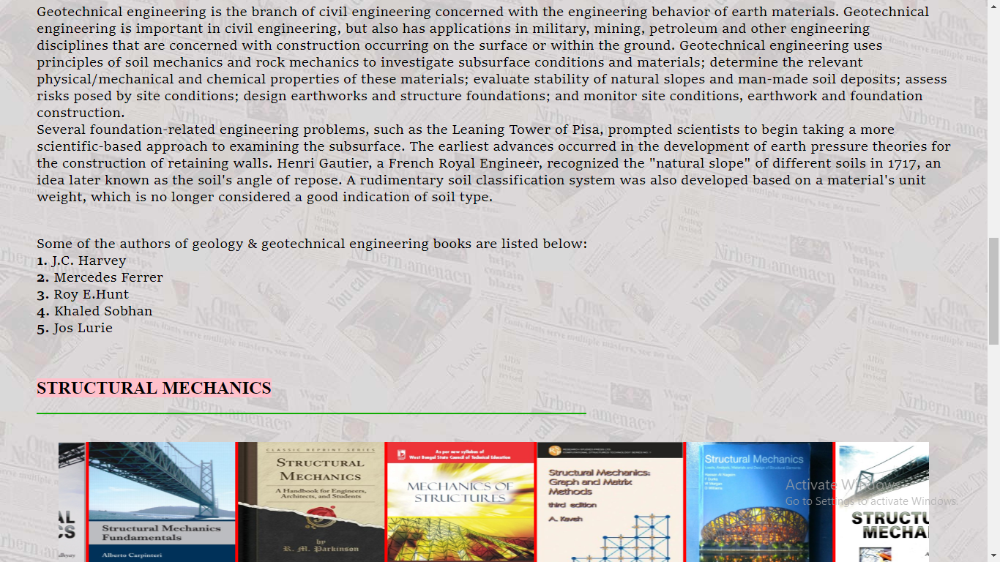 Geotechnical engineering is the branch of civil engineering concerned with the engineering behavior of earth materials. Geotechnical
engineering is important in civil engineering, but also has applications in military, mining, petroleum and other engineering
disciplines that are concerned with construction occurring on the surface or within the ground. Geotechnical engineering uses
principles of soil mechanics and rock mechanics to investigate subsurface conditions and materials; determine the relevant
physical/mechanical and chemical properties of these materials; evaluate stability of natural slopes and man-made soil deposits; assess
risks posed by site conditions; design earthworks and structure foundations; and monitor site conditions, earthwork and foundation
construction.
Several foundation-related engineering problems, such as the Leaning Tower of Pisa, prompted scientists to begin taking a more
scientific-based approach to examining the subsurface. The earliest advances occurred in the development of earth pressure theories for
the construction of retaining walls. Henri Gautier, a French Royal Engineer, recognized the "natural slope" of different soils in 1717, an
idea later known as the soil's angle of repose. A rudimentary soil classification system was also developed based on a material's unit
weight, which is no longer considered a good indication of soil type.
Some of the authors of geology & geotechnical engineering books are listed below:
1. J.C. Harvey
2. Mercedes Ferrer
3. Roy E.Hunt
4. Khaled Sobhan
5. Jos Lurie
STRUCTURAL MECHANICS
AL
CS
Structural Mechanics
Fundamentals
Alberto Carpinteri
CLASSIC REPRINT SERIES
STRUCTURAL
MECHANICS
A Handbook for Engineers,
Architects, and Students
by
R. M. Parkinson
As per new syllabus of
West Bengal State Council of Technical Education
MECHANICS OF
STRUCTURES
Structural Mechanics:
Graph and Matrix
Methods
third edition
A. Kaveh
Structural Mechanics
STRUCTU
MECHA
Activate Windows
Go to Settings to activate Windows.